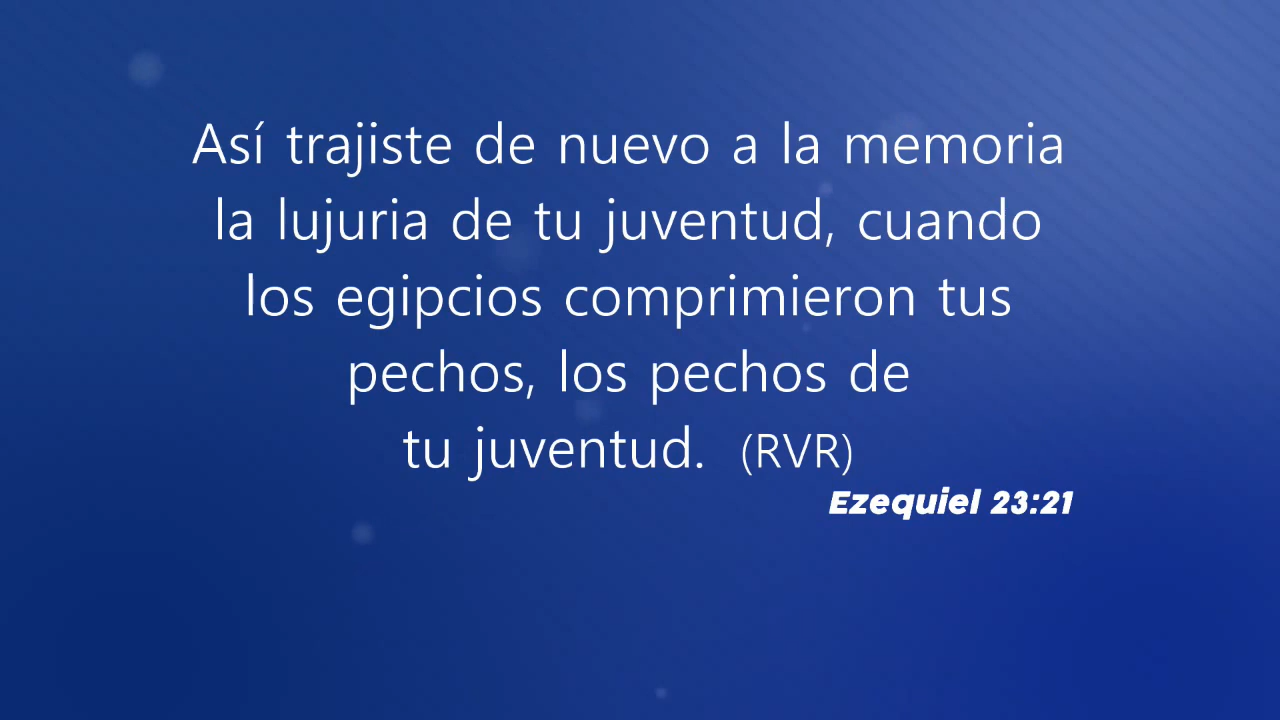 Así trajiste de nuevo a la memoria
la lujuria de tu juventud, cuando
los egipcios comprimieron tus
pechos, los pechos de
tu juventud. (RVR)
Ezequiel 23:21